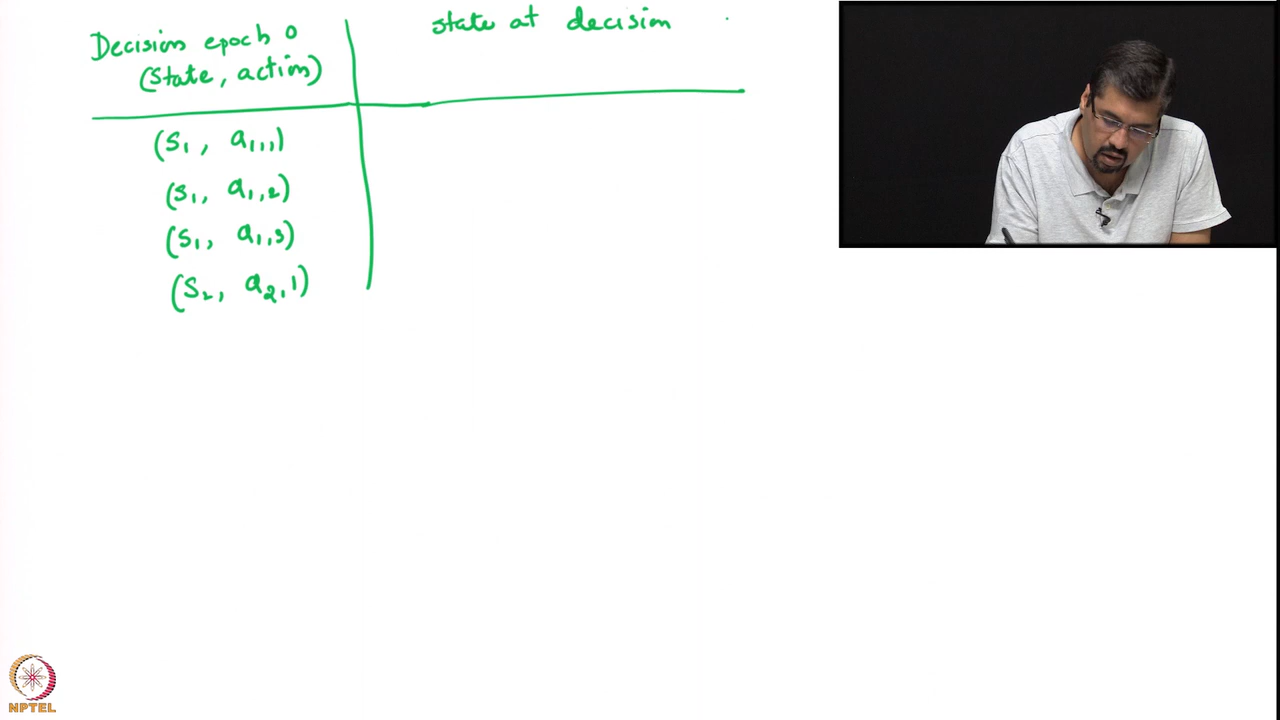 Decision epoch 0
(state, action)
state at decision
(s₁, a₁,₁)
(s₁, a₁,₂)
(s₁, a₁,₃)
(s₂, a₂,₁)
NPTEL